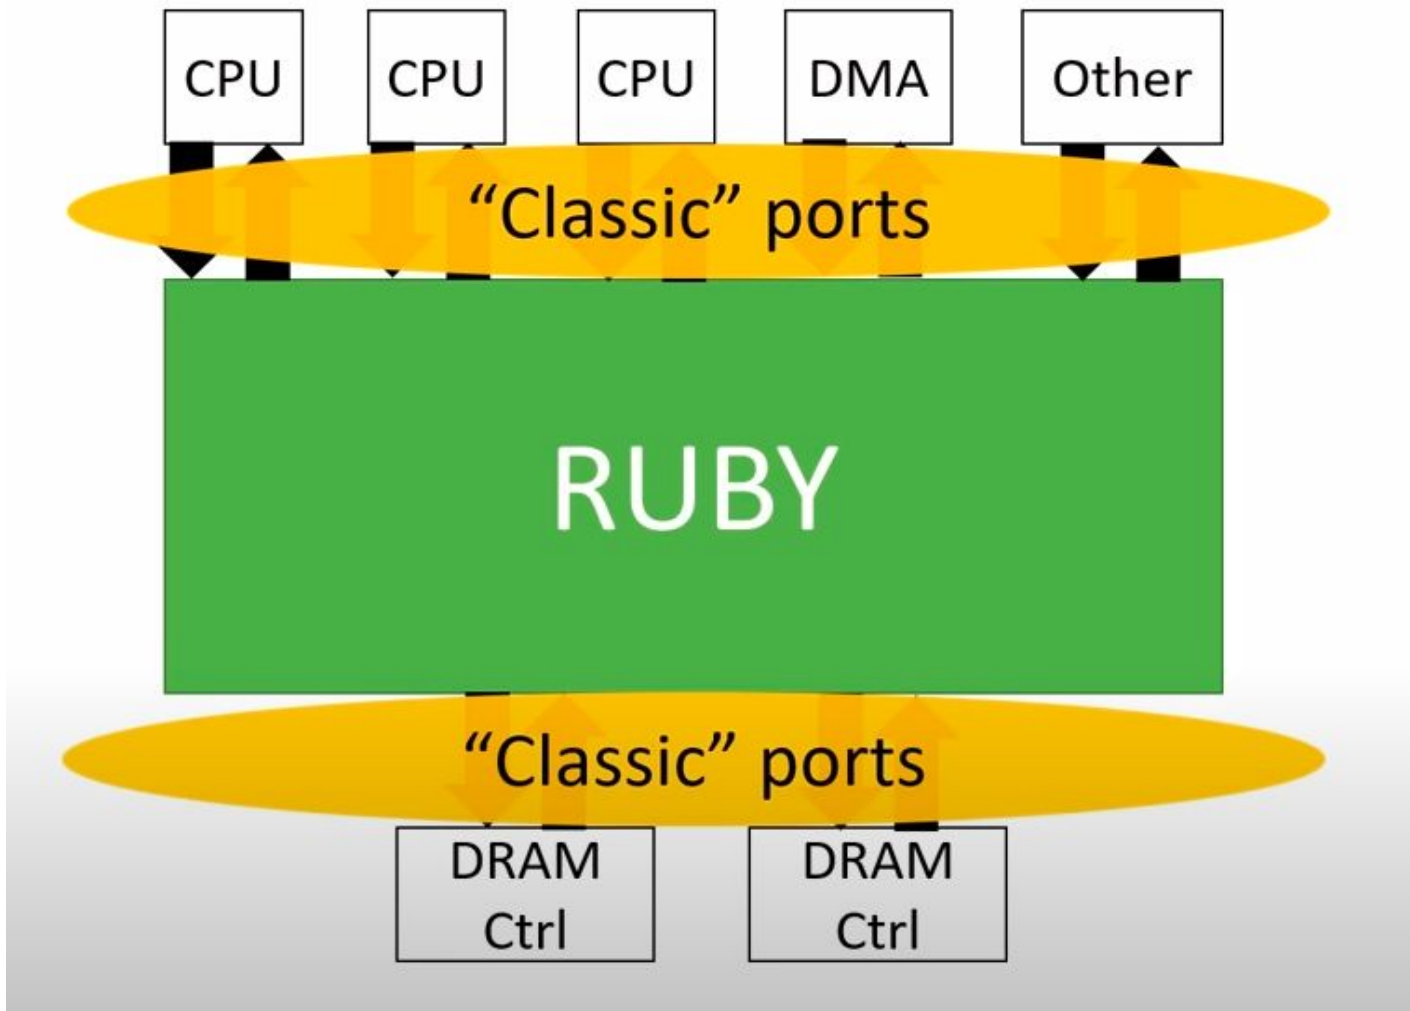 CPU
CPU
CPU
DMA
Other
“Classic” ports
RUBY
“Classic” ports
DRAM
Ctrl
DRAM
Ctrl